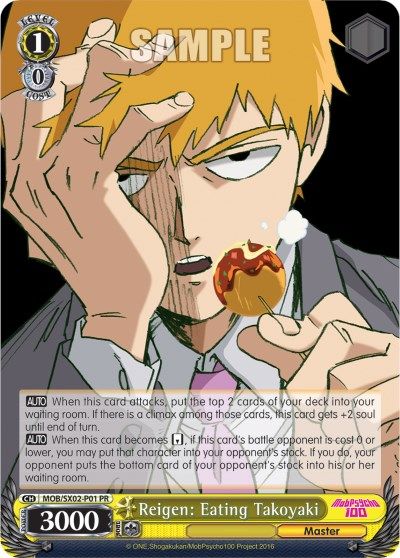 LEVEL
1
0
COST
SAMPLE
AUTO When this card attacks, put the top 2 cards of your deck into your
waiting room. If there is a climax among those cards, this card gets +2 soul
until end of turn.
AUTO When this card becomes [ ], if this card's battle opponent is cost 0 or
lower, you may put that character into your opponent's stock. If you do, your
opponent puts the bottom card of your stock into his or her
waiting room.
CD MOB/SX02-P01 PR
POWER 3000
SOUL
Reigen: Eating Takoyaki
MobPsycho
100
Master
© ONE,Shogakukan/MobPsycho100 Project 2016